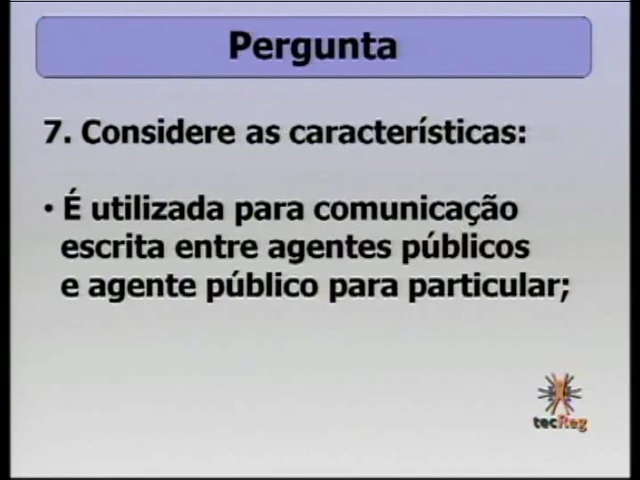 Pergunta
7. Considere as características:
• É utilizada para comunicação
escrita entre agentes públicos
e agente público para particular;
tecReg